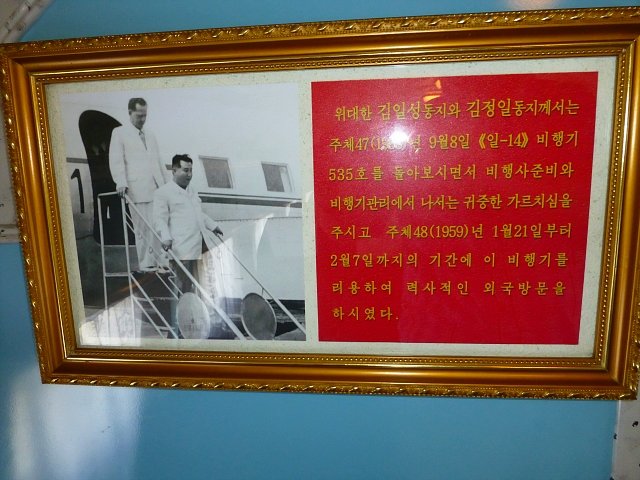 위대한 김일성동지와 김정일동지께서는
주체47(1958)년 9월8일 《일-14》 비행기
535호를 돌아보시면서 비행사준비와
비행기관리에서 나서는 귀중한 가르치심을
주시고 주체48(1959)년 1월21일부터
2월7일까지의 기간에 이 비행기를
리용하여 력사적인 외국방문을
하시였다.